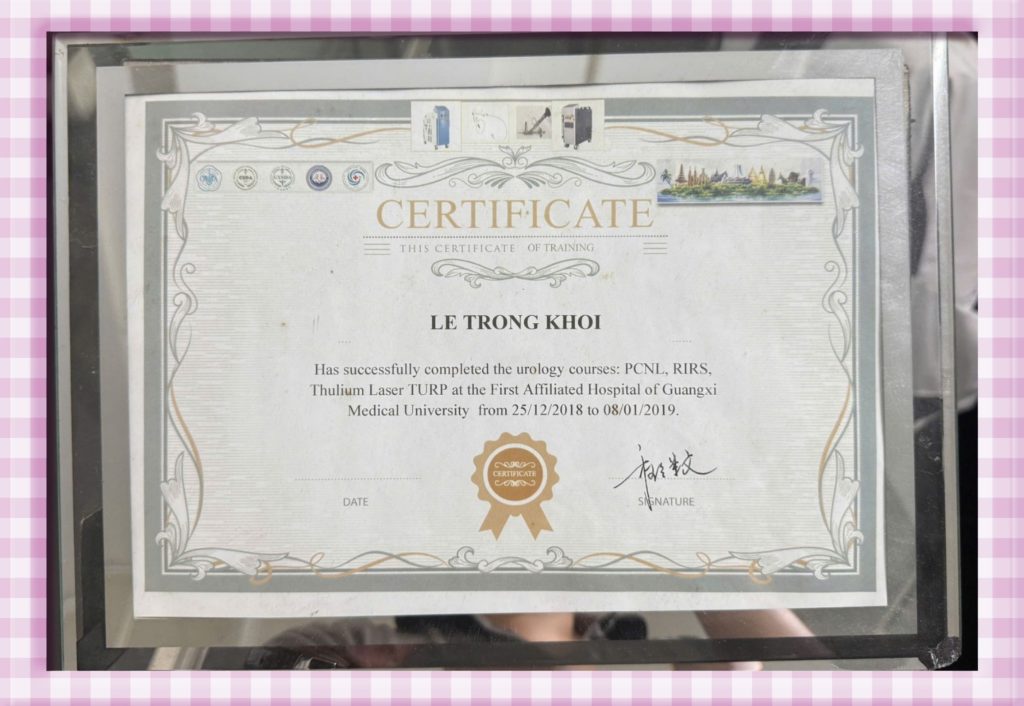 CERTIFICATE
THIS CERTIFICATE OF TRAINING
LE TRONG KHOI
Has successfully completed the urology courses: PCNL, RIRS,
Thulium Laser TURP at the First Affiliated Hospital of Guangxi
Medical University from 25/12/2018 to 08/01/2019.
CERTIFICATE
DATE
SIGNATURE